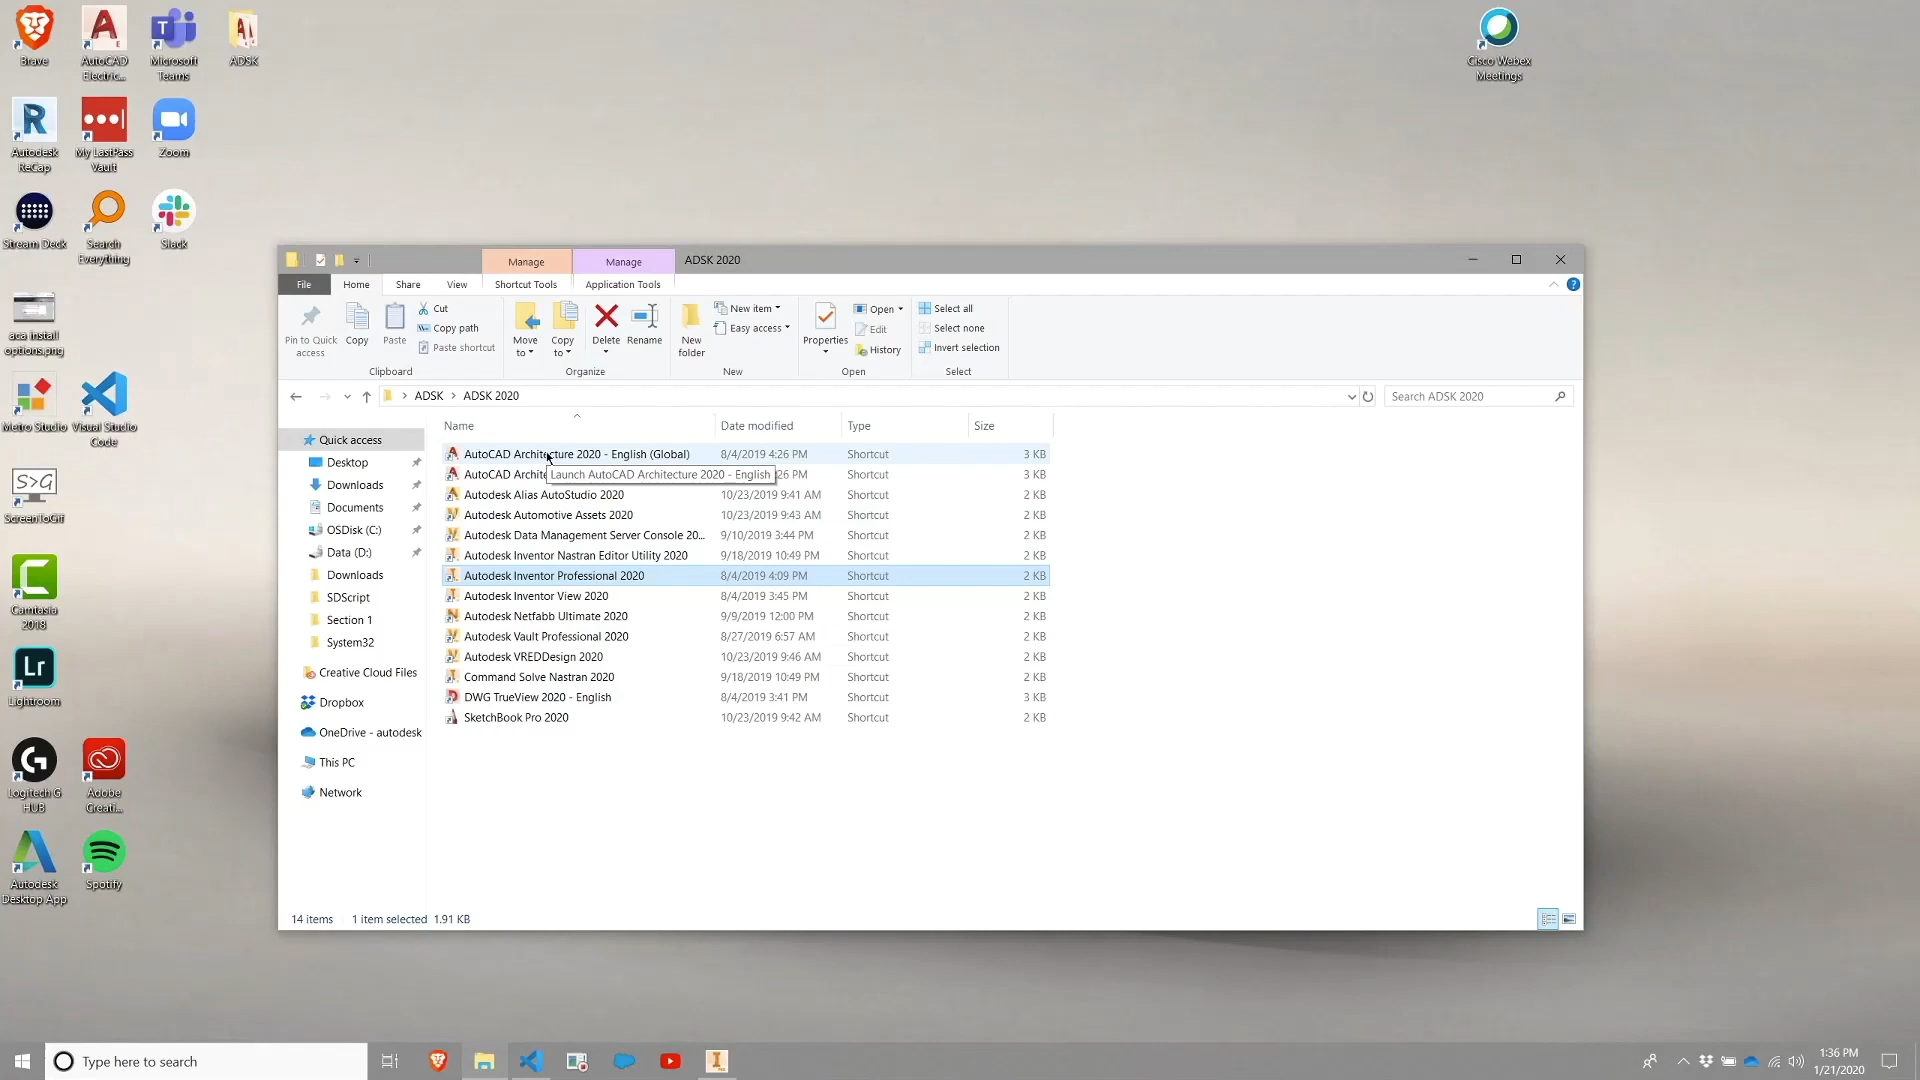 Brave
AutoCAD
Electric...
Microsoft
Teams
ADSK
Cisco Webex
Meetings
Autodesk
ReCap
My LastPass
Vault
Zoom
Stream Deck
Search
Everything
Slack
aca install
options.png
Metro Studio
Visual Studio
Code
S>G
ScreenToGif
Camtasia
2018
Lr
Lightroom
Logitech G
HUB
Adobe
Creati...
Autodesk
Desktop App
Spotify
Manage
Manage
ADSK 2020
File
Home
Share
View
Shortcut Tools
Application Tools
Pin to Quick
access
Copy
Paste
Cut
Copy path
Paste shortcut
Clipboard
Move
to
Copy
to
Delete
Rename
Organize
New
folder
New item
Easy access
New
Properties
Open
Edit
History
Open
Select all
Select none
Invert selection
Select
ADSK > ADSK 2020
Search ADSK 2020
Quick access
Desktop
Downloads
Documents
OSDisk (C:)
Data (D:)
Downloads
SDScript
Section 1
System32
Creative Cloud Files
Dropbox
OneDrive - autodesk
This PC
Network
Name Date modified Type Size
AutoCAD Architecture 2020 - English (Global) 8/4/2019 4:26 PM Shortcut 3 KB
AutoCAD Archite Launch AutoCAD Architecture 2020 - English 26 PM Shortcut 3 KB
Autodesk Alias AutoStudio 2020 10/23/2019 9:41 AM Shortcut 2 KB
Autodesk Automotive Assets 2020 10/23/2019 9:43 AM Shortcut 2 KB
Autodesk Data Management Server Console 20... 9/10/2019 3:44 PM Shortcut 2 KB
Autodesk Inventor Nastran Editor Utility 2020 9/18/2019 10:49 PM Shortcut 2 KB
Autodesk Inventor Professional 2020 8/4/2019 4:09 PM Shortcut 2 KB
Autodesk Inventor View 2020 8/4/2019 3:45 PM Shortcut 2 KB
Autodesk Netfabb Ultimate 2020 9/9/2019 12:00 PM Shortcut 2 KB
Autodesk Vault Professional 2020 8/27/2019 6:57 AM Shortcut 2 KB
Autodesk VREDDesign 2020 10/23/2019 9:46 AM Shortcut 2 KB
Command Solve Nastran 2020 9/18/2019 10:49 PM Shortcut 2 KB
DWG TrueView 2020 - English 8/4/2019 3:41 PM Shortcut 3 KB
SketchBook Pro 2020 10/23/2019 9:42 AM Shortcut 2 KB
14 items 1 item selected 1.91 KB
Type here to search
1:36 PM
1/21/2020